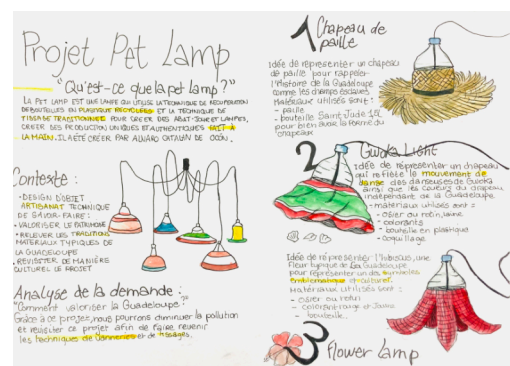 Projet Pet Lamp
"Qu'est-ce que la pet lamp ?"
LA PET LAMP EST UNE LAMPE QUI UTILISE LA TECHNIQUE DE RÉCUPÉRATION
DE BOUTEILLES EN PLASTIQUE RECYCLÉES ET LA TECHNIQUE DE
TISSAGE TRADITIONNEL POUR CRÉER DES ABAT-JOUR ET LAMPES,
CRÉER DES PRODUCTION UNIQUES ET AUTHENTIQUES FAIT À
LA MAIN. IL A ÉTÉ CRÉER PAR ALVARO CATALÀN DE OCÓN.
Contexte :
- DESIGN D'OBJET
ARTISANAT TECHNIQUE
DE SAVOIR-FAIRE :
- VALORISER LE PATRIMOINE
- RELEVER LES TRADITION
MATÉRIAUX TYPIQUES DE
LA GUADELOUPE
- REVISITER DE MANIÈRE
CULTUREL CE PROJET
Analyse de la demande :
"Comment valoriser la Guadeloupe ?"
Grâce à ce projet, nous pourrons diminuer la pollution
et revisiter ce projet afin de faire revenir
les techniques de vanneries et de tissages.
1 Chapeau de
paille
Idée de représenter un chapeau
de paille pour rappeler
l'Histoire de la Guadeloupe
comme les champs esclaves.
Matériaux utilisés sont :
- paille
- bouteille Saint Jude 1,5L
pour bien avoir la forme du
chapeaux
2 Gwoka Light
Idée de représenter un chapeau
qui reflète le mouvement de
danse des danseuses de Gwoka
ainsi que les couleurs du drapeau
indépendant de la Guadeloupe.
- matériaux utilisés sont :
- osier ou rotin, laine
- colorants
- bouteille en plastique
- coquillage
Idée de représenter l'hibiscus, une
fleur typique de la Guadeloupe
pour représenter un des symboles
emblématique et culturel.
Matériaux utilisés sont :
- osier ou rotin
- colorant rouge et jaune
- bouteille
3 Flower Lamp